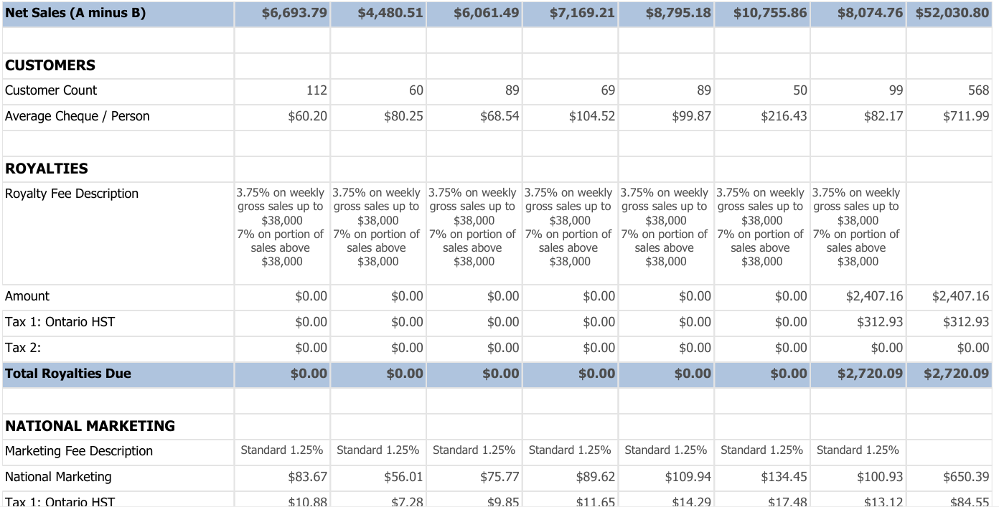 Net Sales (A minus B) $6,693.79 $4,480.51 $6,061.49 $7,169.21 $8,795.18 $10,755.86 $8,074.76 $52,030.80
CUSTOMERS
Customer Count 112 60 89 69 89 50 99 568
Average Cheque / Person $60.20 $80.25 $68.54 $104.52 $99.87 $216.43 $82.17 $711.99
ROYALTIES
Royalty Fee Description 3.75% on weekly 3.75% on weekly 3.75% on weekly 3.75% on weekly 3.75% on weekly 3.75% on weekly 3.75% on weekly
gross sales up to gross sales up to gross sales up to gross sales up to gross sales up to gross sales up to gross sales up to
$38,000 $38,000 $38,000 $38,000 $38,000 $38,000 $38,000
7% on portion of 7% on portion of 7% on portion of 7% on portion of 7% on portion of 7% on portion of 7% on portion of
sales above sales above sales above sales above sales above sales above sales above
$38,000 $38,000 $38,000 $38,000 $38,000 $38,000 $38,000
Amount $0.00 $0.00 $0.00 $0.00 $0.00 $0.00 $2,407.16 $2,407.16
Tax 1: Ontario HST $0.00 $0.00 $0.00 $0.00 $0.00 $0.00 $312.93 $312.93
Tax 2: $0.00 $0.00 $0.00 $0.00 $0.00 $0.00 $0.00 $0.00
Total Royalties Due $0.00 $0.00 $0.00 $0.00 $0.00 $0.00 $2,720.09 $2,720.09
NATIONAL MARKETING
Marketing Fee Description Standard 1.25% Standard 1.25% Standard 1.25% Standard 1.25% Standard 1.25% Standard 1.25% Standard 1.25%
National Marketing $83.67 $56.01 $75.77 $89.62 $109.94 $134.45 $100.93 $650.39
Tax 1: Ontario HST $10.88 $7.28 $9.85 $11.65 $14.29 $17.48 $13.12 $84.55